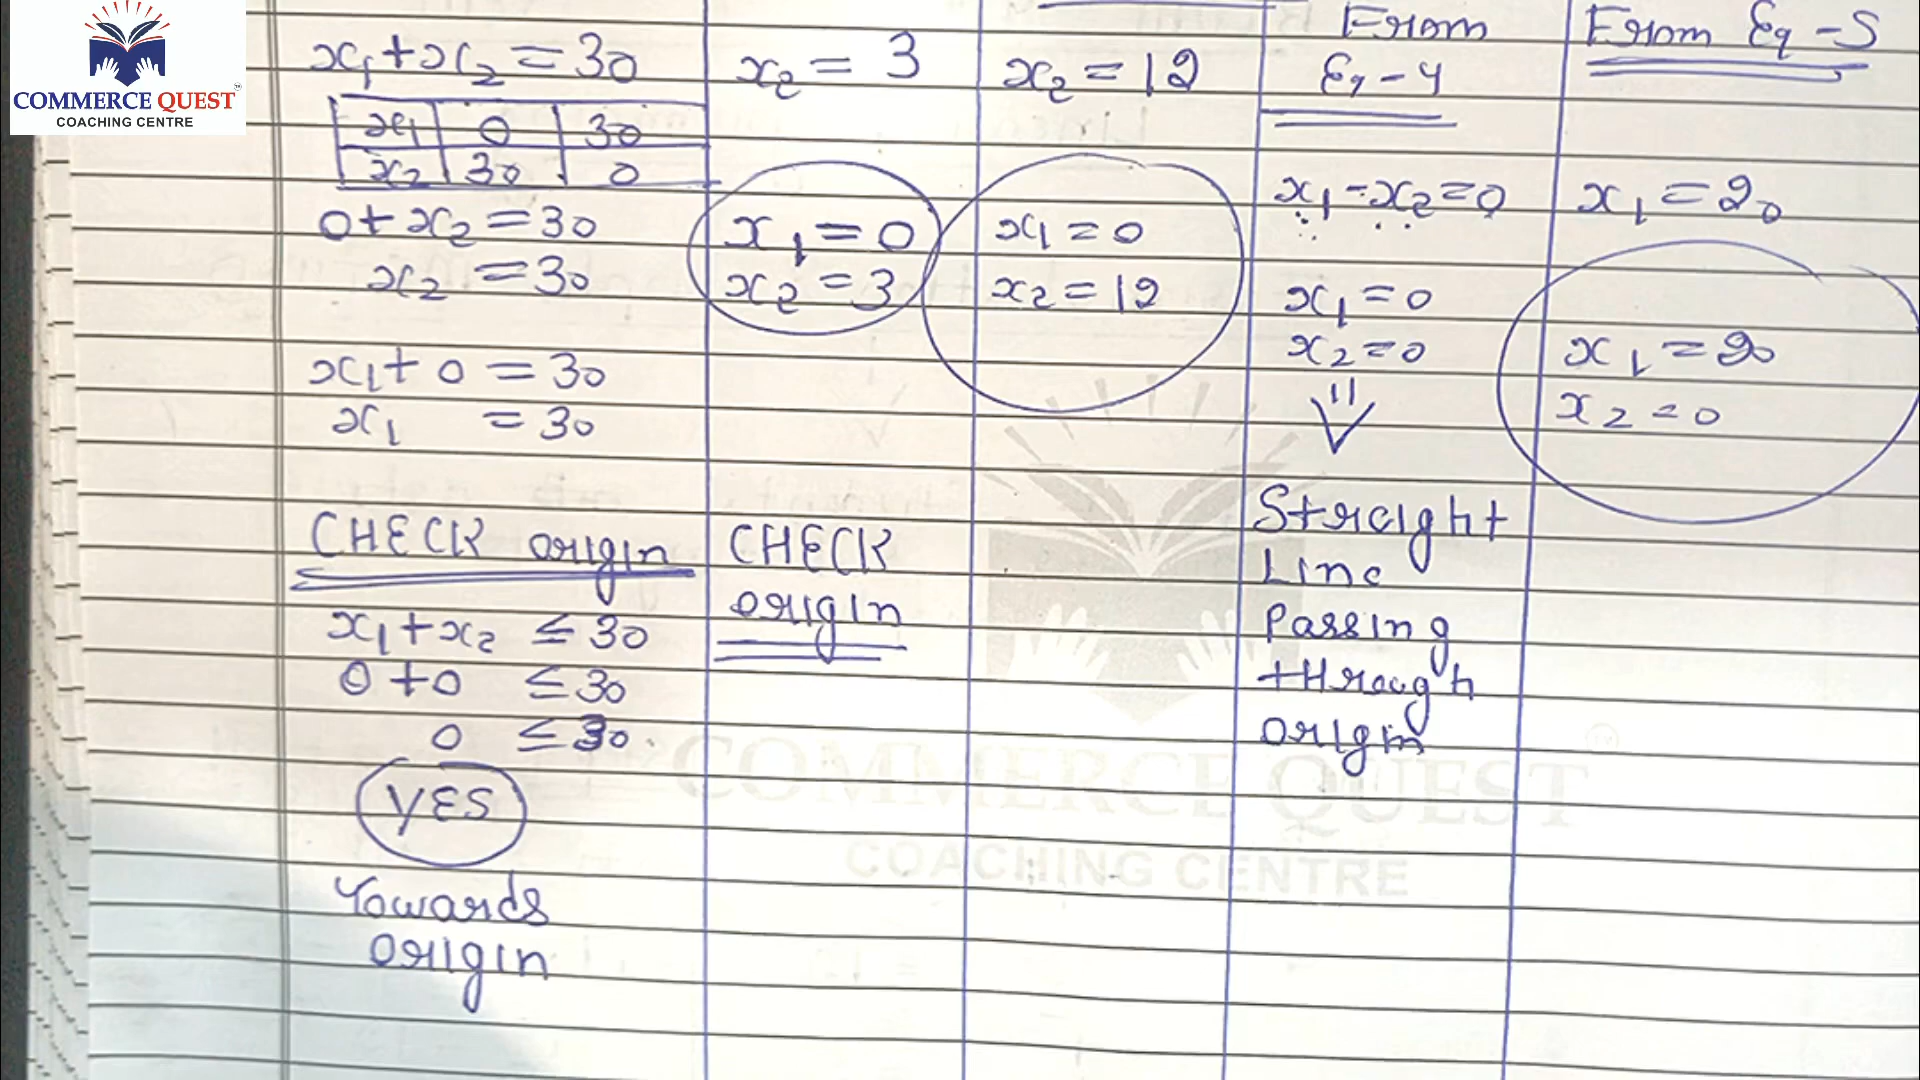 COMMERCE QUEST
COACHING CENTRE
x₁+x₂ = 30
x₁ 0 30
x₂ 30 0
0+x₂ = 30
x₂ = 30
x₁+0 = 30
x₁ = 30
CHECK origin
x₁+x₂ ≤ 30
0+0 ≤ 30
0 ≤ 30
YES
Towards
origin
x₂ = 3
x₁ = 0
x₂ = 3
CHECK
origin
x₂ = 12
x₁ = 0
x₂ = 12
From
Eq-4
x₁-x₂=0
x₁=0
x₂=0
Straight
Line
Passing
through
origin
From Eq-5
x₁ = 20
x₁ = 20
x₂ = 0
COMMERCE QUEST
COACHING CENTRE